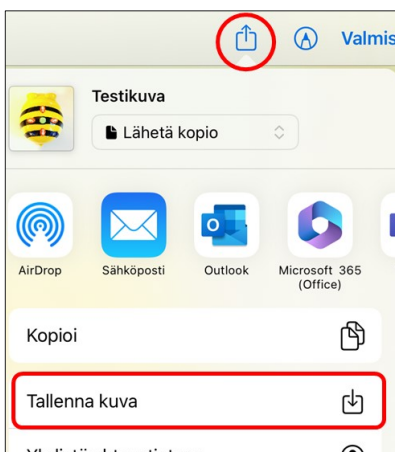 Valmis
Testikuva
Lähetä kopio
AirDrop
Sähköposti
Outlook
Microsoft 365
(Office)
Kopioi
Tallenna kuva